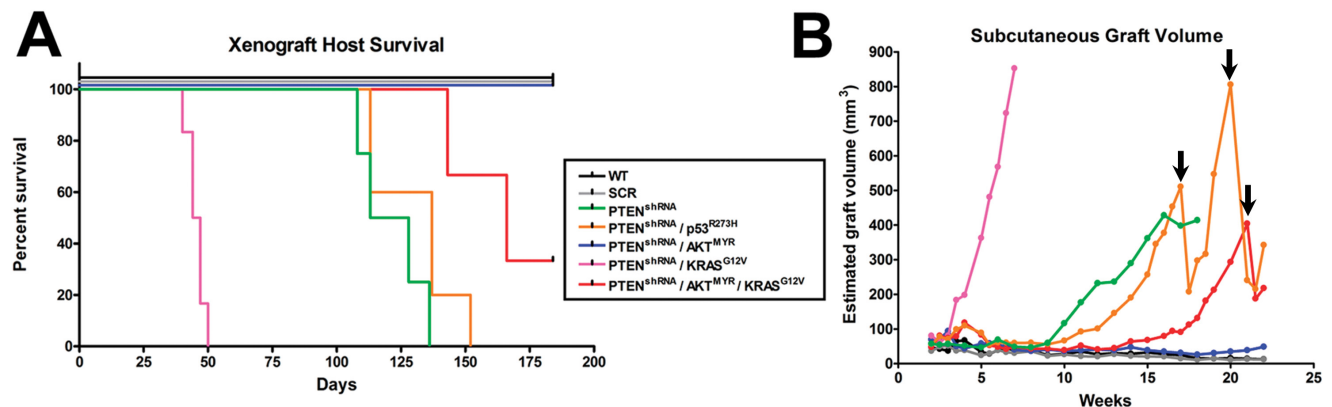 A
Xenograft Host Survival
Percent survival
100
80
60
40
20
0
0 25 50 75 100 125 150 175 200
Days
WT
SCR
PTENshRNA
PTENshRNA / p53R273H
PTENshRNA / AKTMYR
PTENshRNA / KRASG12V
PTENshRNA / AKTMYR / KRASG12V
B
Subcutaneous Graft Volume
Estimated graft volume (mm3)
900
800
700
600
500
400
300
200
100
0
0 5 10 15 20 25
Weeks